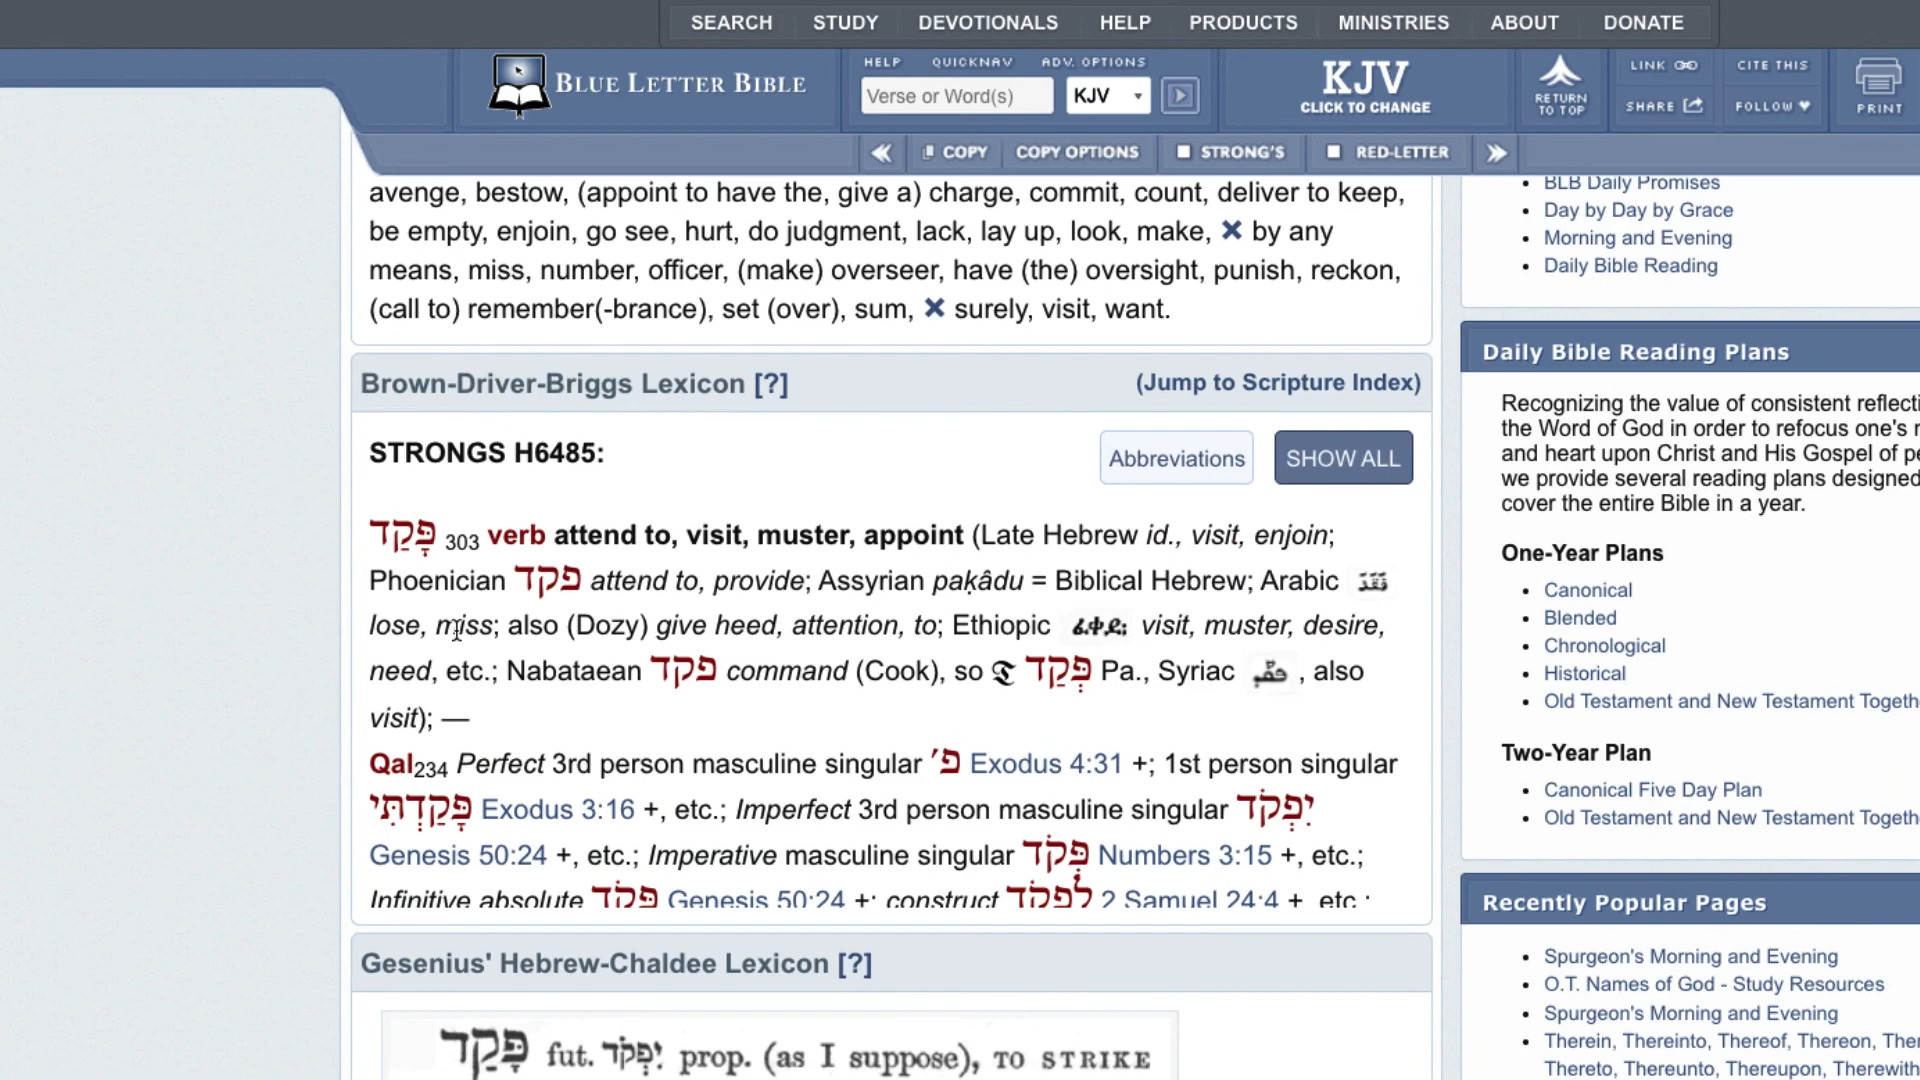 SEARCH STUDY DEVOTIONALS HELP PRODUCTS MINISTRIES ABOUT DONATE
BLUE LETTER BIBLE
HELP QUICKNAV ADV. OPTIONS
Verse or Word(s) KJV
KJV
CLICK TO CHANGE
RETURN
TO TOP
LINK
SHARE
CITE THIS
FOLLOW
PRINT
COPY COPY OPTIONS STRONG'S RED-LETTER
avenge, bestow, (appoint to have the, give a) charge, commit, count, deliver to keep,
be empty, enjoin, go see, hurt, do judgment, lack, lay up, look, make, × by any
means, miss, number, officer, (make) overseer, have (the) oversight, punish, reckon,
(call to) remember(-brance), set (over), sum, × surely, visit, want.
Brown-Driver-Briggs Lexicon [?] (Jump to Scripture Index)
STRONGS H6485: Abbreviations SHOW ALL
פָּקַד 303 verb attend to, visit, muster, appoint (Late Hebrew id., visit, enjoin;
Phoenician פקד attend to, provide; Assyrian paḳâdu = Biblical Hebrew; Arabic
lose, miss; also (Dozy) give heed, attention, to; Ethiopic ፈቀደ: visit, muster, desire,
need, etc.; Nabataean פקד command (Cook), so 𝔗 פְּקַד Pa., Syriac , also
visit); —
Qal234 Perfect 3rd person masculine singular פ׳ Exodus 4:31 +; 1st person singular
פָּקַדְתִּי Exodus 3:16 +, etc.; Imperfect 3rd person masculine singular יִפְקֹד
Genesis 50:24 +, etc.; Imperative masculine singular פְּקֹד Numbers 3:15 +, etc.;
Infinitive absolute פָּקֹד Genesis 50:24 +; construct לִפְקֹד 2 Samuel 24:4 +, etc.;
Gesenius' Hebrew-Chaldee Lexicon [?]
פָּקַד fut. יִפְקֹד prop. (as I suppose), TO STRIKE
BLB Daily Promises
Day by Day by Grace
Morning and Evening
Daily Bible Reading
Daily Bible Reading Plans
Recognizing the value of consistent reflecti
the Word of God in order to refocus one's
and heart upon Christ and His Gospel of pe
we provide several reading plans designed
cover the entire Bible in a year.
One-Year Plans
Canonical
Blended
Chronological
Historical
Old Testament and New Testament Togeth
Two-Year Plan
Canonical Five Day Plan
Old Testament and New Testament Togeth
Recently Popular Pages
Spurgeon's Morning and Evening
O.T. Names of God - Study Resources
Spurgeon's Morning and Evening
Therein, Thereinto, Thereof, Thereon, Ther
Thereto, Thereunto, Thereupon, Therewith